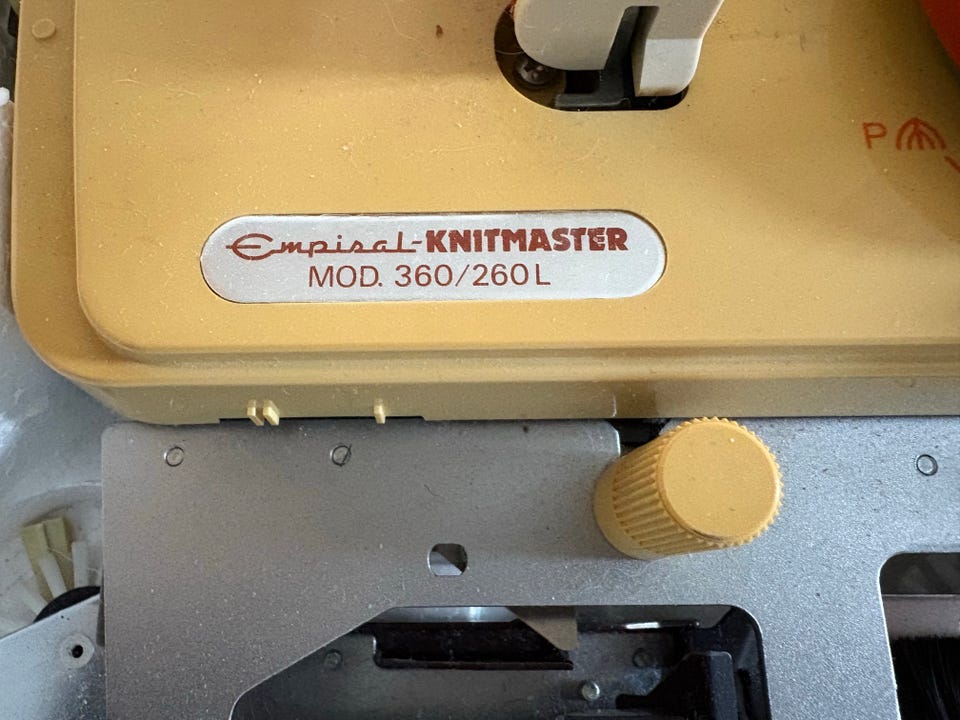 P
Empisal-KNITMASTER
MOD. 360/260L